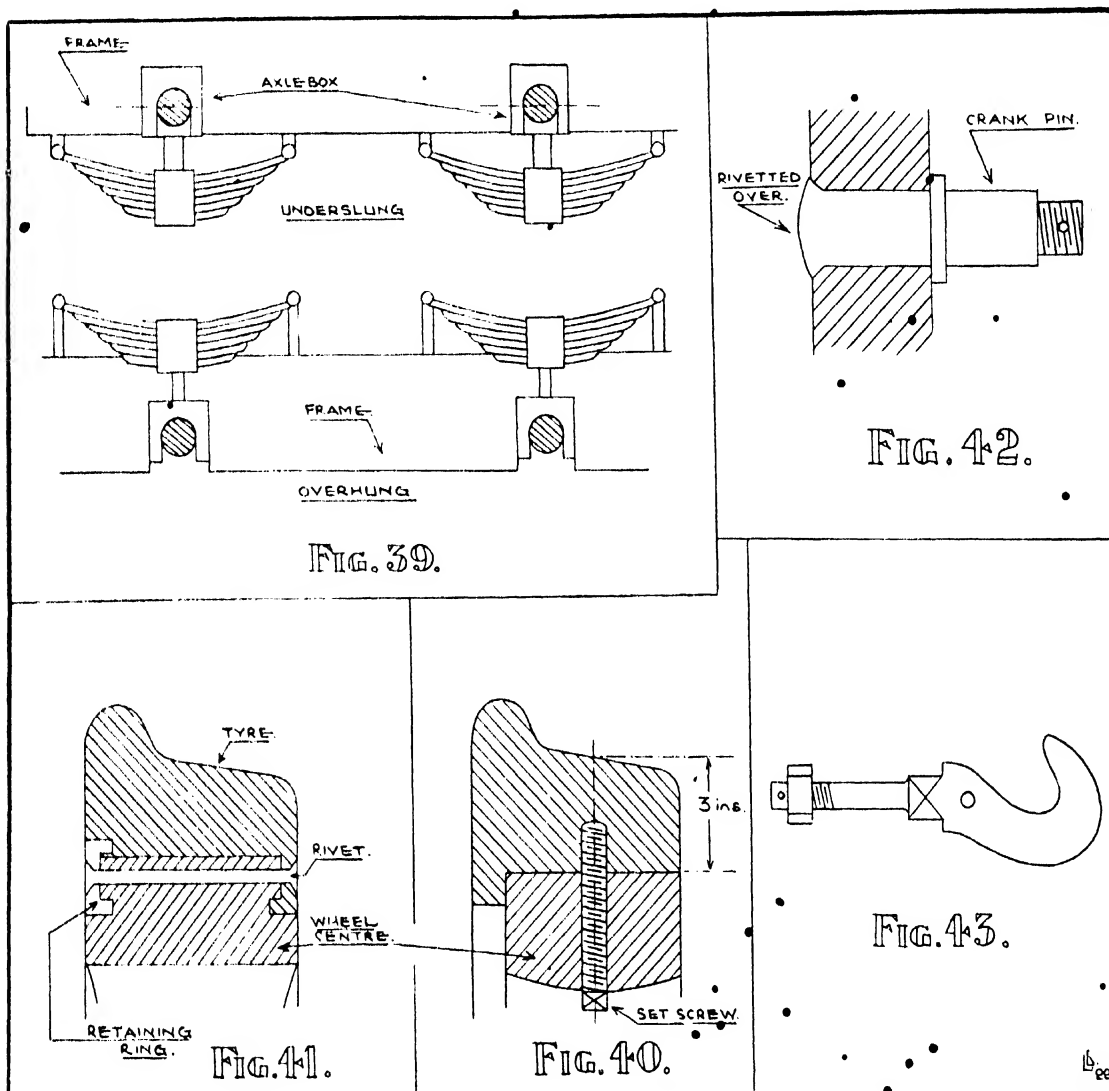 FRAME
AXLE BOX
UNDERSLUNG
FRAME
OVERHUNG
FIG. 39.
CRANK PIN.
RIVETTED
OVER.
FIG. 42.
TYRE
RIVET.
WHEEL
CENTRE.
RETAINING
RING.
FIG. 41.
3 ins.
SET SCREW.
FIG. 40.
FIG. 43.